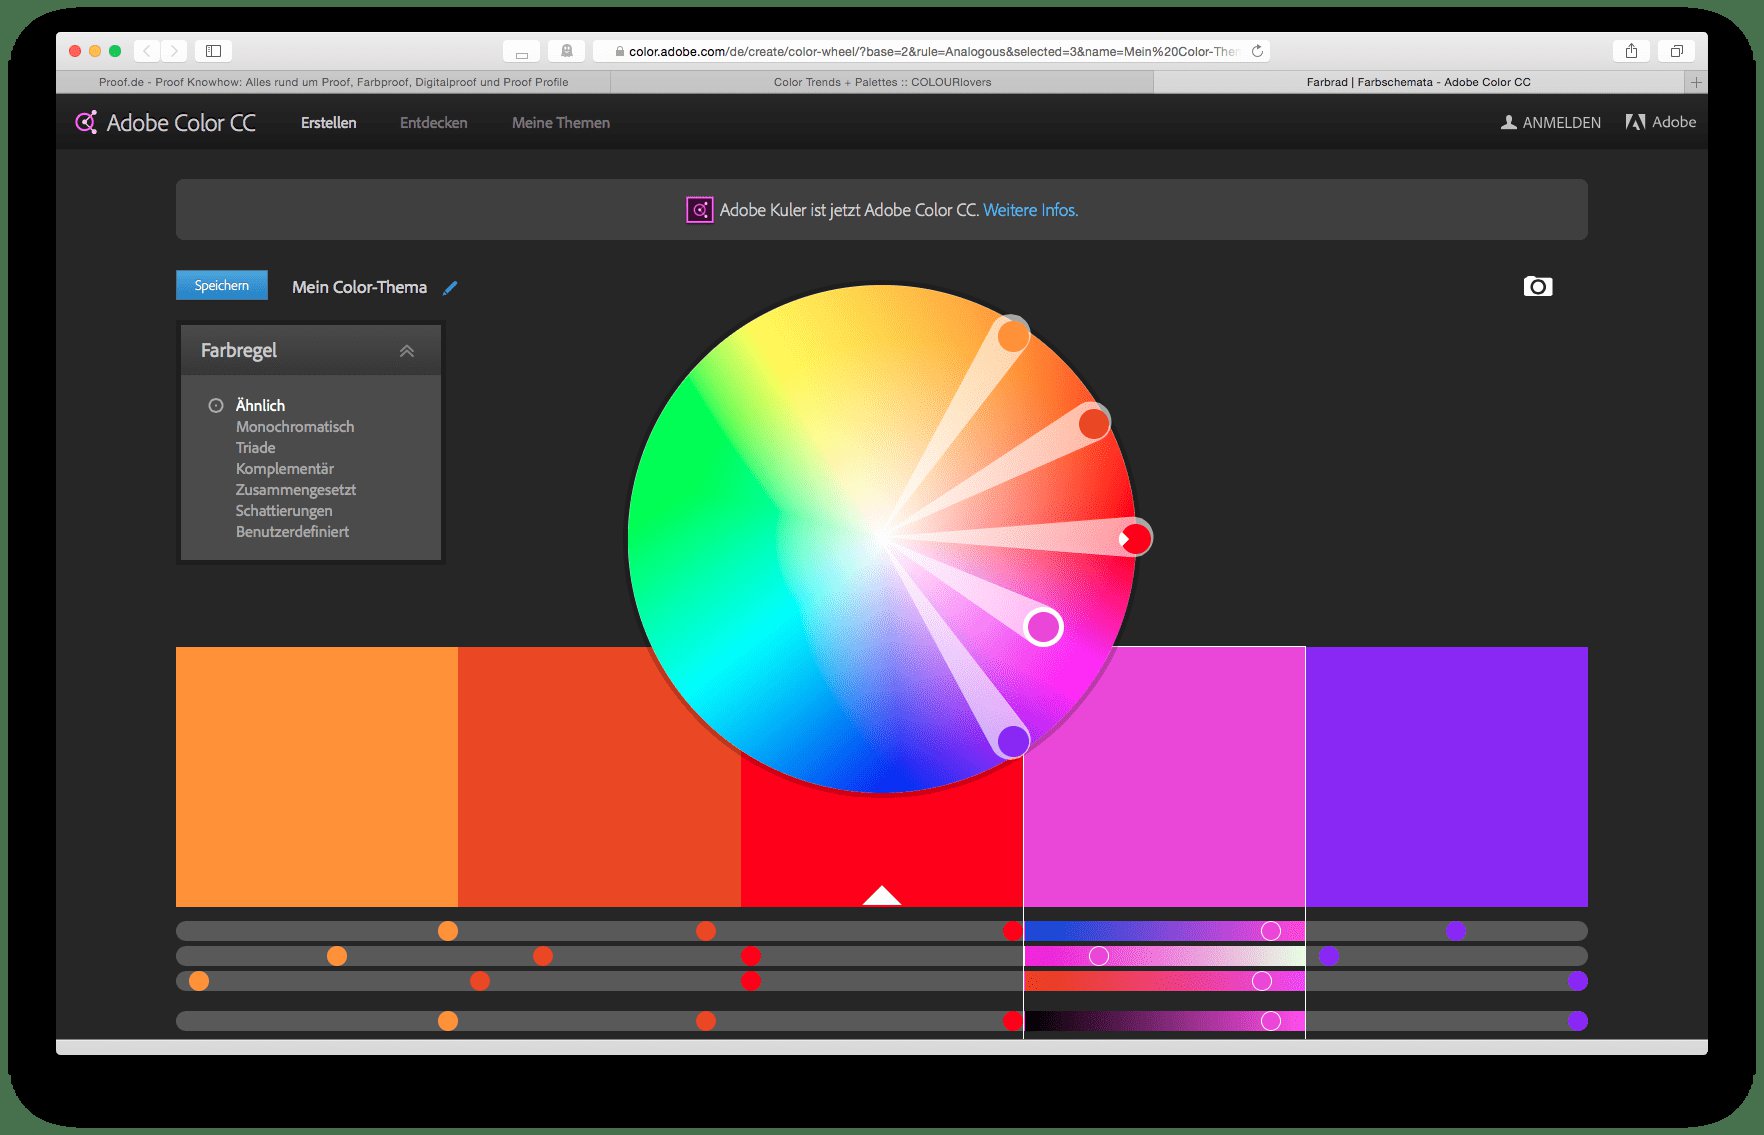 color.adobe.com/de/create/color-wheel/?base=2&rule=Analogous&selected=3&name=Mein%20Color-Then
Proof.de - Proof Knowhow: Alles rund um Proof, Farbproof, Digitalproof und Proof Profile
Color Trends + Palettes :: COLOURlovers
Farbrad | Farbschemata - Adobe Color CC
Adobe Color CC
Erstellen
Entdecken
Meine Themen
ANMELDEN
Adobe
Adobe Kuler ist jetzt Adobe Color CC. Weitere Infos.
Speichern
Mein Color-Thema
Farbregel
Ähnlich
Monochromatisch
Triade
Komplementär
Zusammengesetzt
Schattierungen
Benutzerdefiniert